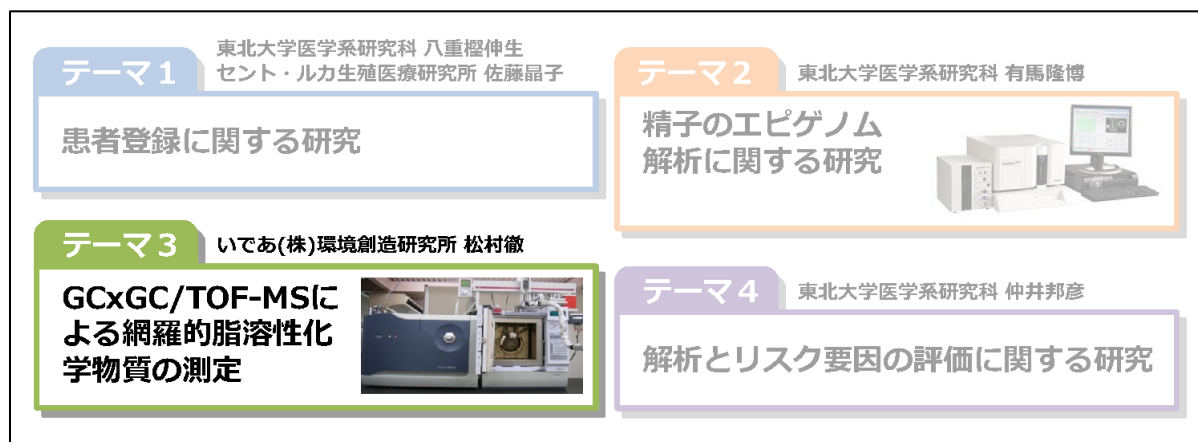 テーマ１
東北大学医学系研究科 八重樫伸生
セント・ルカ生殖医療研究所 佐藤晶子
患者登録に関する研究
テーマ２
東北大学医学系研究科 有馬隆博
精子のエピゲノム
解析に関する研究
テーマ３
いであ(株)環境創造研究所 松村徹
GCxGC/TOF-MSに
よる網羅的脂溶性化
学物質の測定
テーマ４
東北大学医学系研究科 仲井邦彦
解析とリスク要因の評価に関する研究